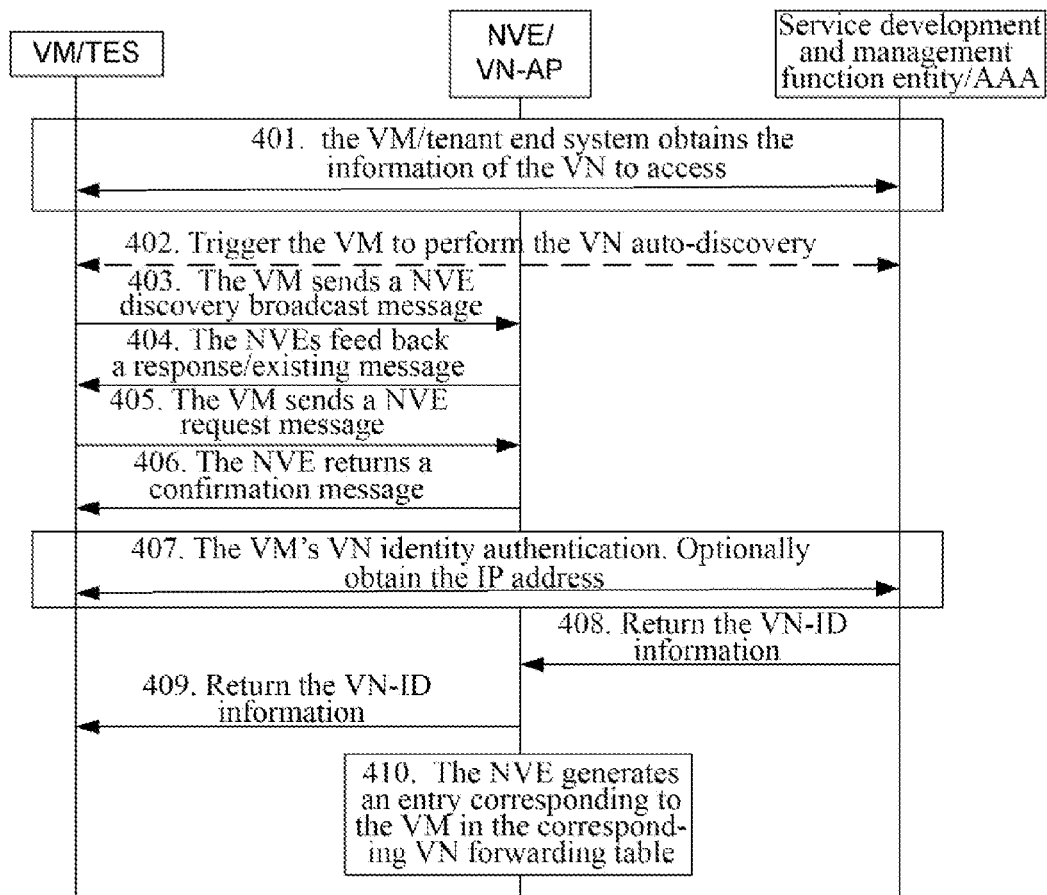 VM/TES
NVE/
VN-AP
Service development
and management
function entity/AAA
401. the VM/tenant end system obtains the
information of the VN to access
402. Trigger the VM to perform the VN auto-discovery
403. The VM sends a NVE
discovery broadcast message
404. The NVEs feed back
a response/existing message
405. The VM sends a NVE
request message
406. The NVE returns a
confirmation message
407. The VM's VN identity authentication. Optionally
obtain the IP address
408. Return the VN-ID
information
409. Return the VN-ID
information
410. The NVE generates
an entry corresponding to
the VM in the correspond-
ing VN forwarding table